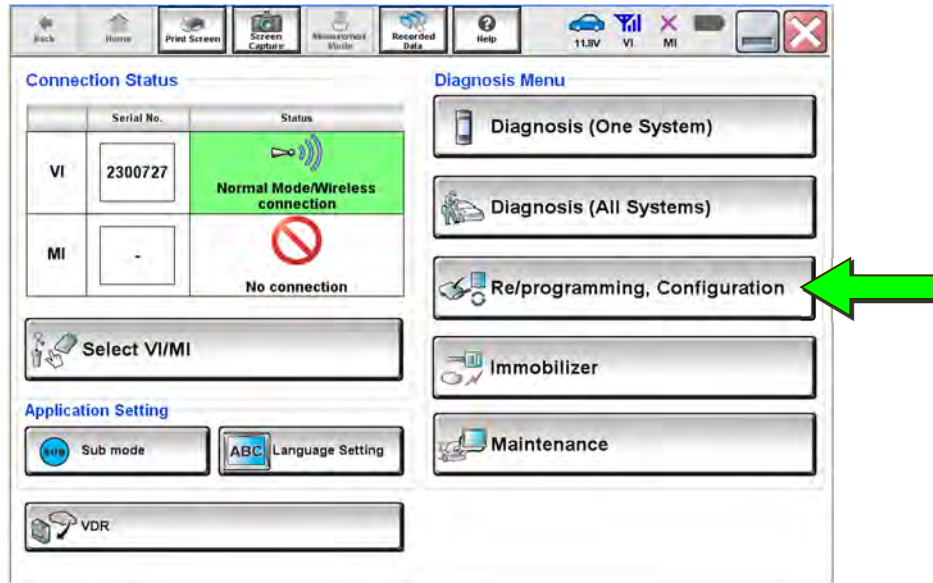 Back
Home
Print Screen
Screen Capture
Measurement Mode
Recorded Data
Help
11.8V
VI
MI
Connection Status
Serial No.
Status
VI
2300727
Normal Mode/Wireless
connection
MI
-
No connection
Select VI/MI
Application Setting
SUB
Sub mode
ABC
Language Setting
VDR
Diagnosis Menu
Diagnosis (One System)
Diagnosis (All Systems)
Re/programming, Configuration
Immobilizer
Maintenance